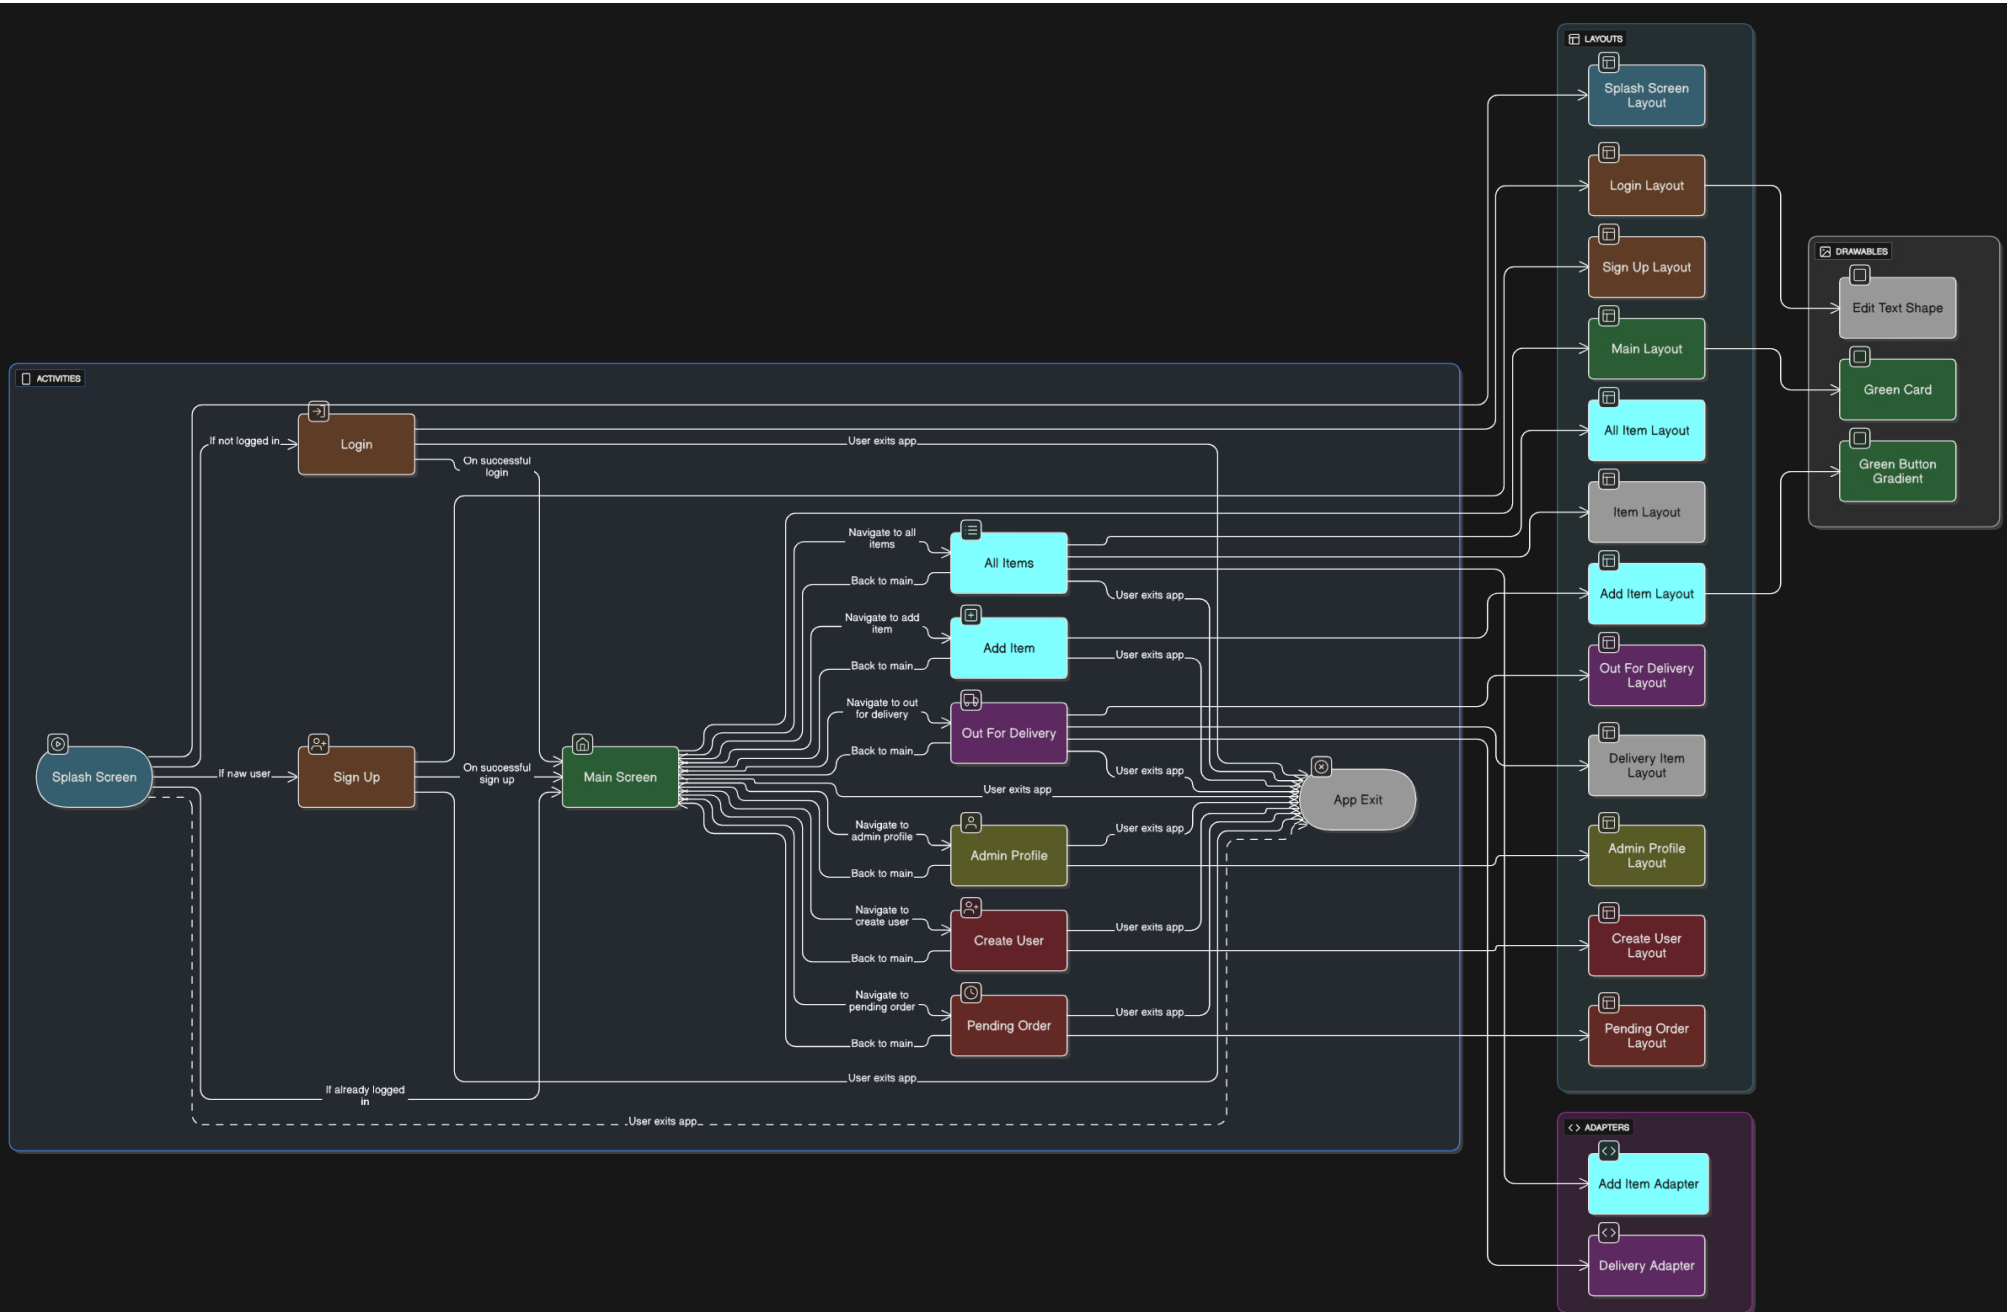 LAYOUTS
Splash Screen
Layout
Login Layout
Sign Up Layout
Main Layout
All Item Layout
Item Layout
Add Item Layout
Out For Delivery
Layout
Delivery Item
Layout
Admin Profile
Layout
Create User
Layout
Pending Order
Layout
DRAWABLES
Edit Text Shape
Green Card
Green Button
Gradient
ACTIVITIES
If not logged in
Login
User exits app
On successful
login
Navigate to all
items
All Items
Back to main
User exits app
Navigate to add
item
Add Item
Back to main
User exits app
Navigate to out
for delivery
Out For Delivery
Back to main
User exits app
Splash Screen
If naw user
Sign Up
On successful
sign up
Main Screen
User exits app
App Exit
Navigate to
admin profile
Admin Profile
User exits app
Back to main
Navigate to
create user
Create User
User exits app
Back to main
Navigate to
pending order
Pending Order
User exits app
Back to main
User exits app
If already logged
in
User exits app
ADAPTERS
Add Item Adapter
Delivery Adapter